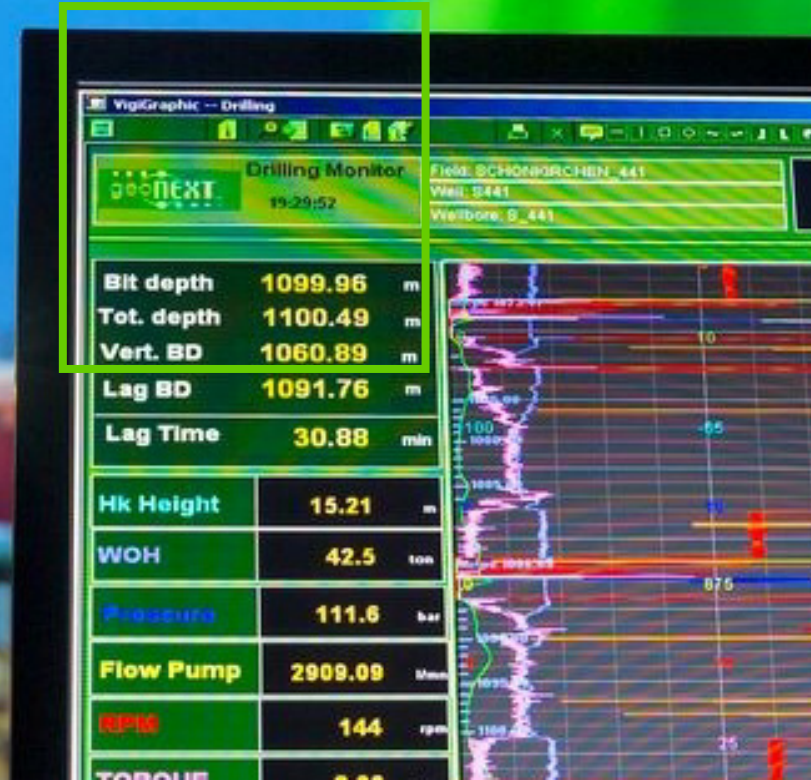 VigiGraphic -- Drilling
geoNEXT.
Drilling Monitor
19:29:52
Field: SCHONKIRCHEN_441
Well: S441
Wellbore: S_441
Bit depth 1099.96 m
Tot. depth 1100.49 m
Vert. BD 1060.89 m
Lag BD 1091.76 m
Lag Time 30.88 min
Hk Height 15.21 m
WOH 42.5 ton
Pressure 111.6 bar
Flow Pump 2909.09
RPM 144 rpm
TORQUE
10
100
-65
875
25